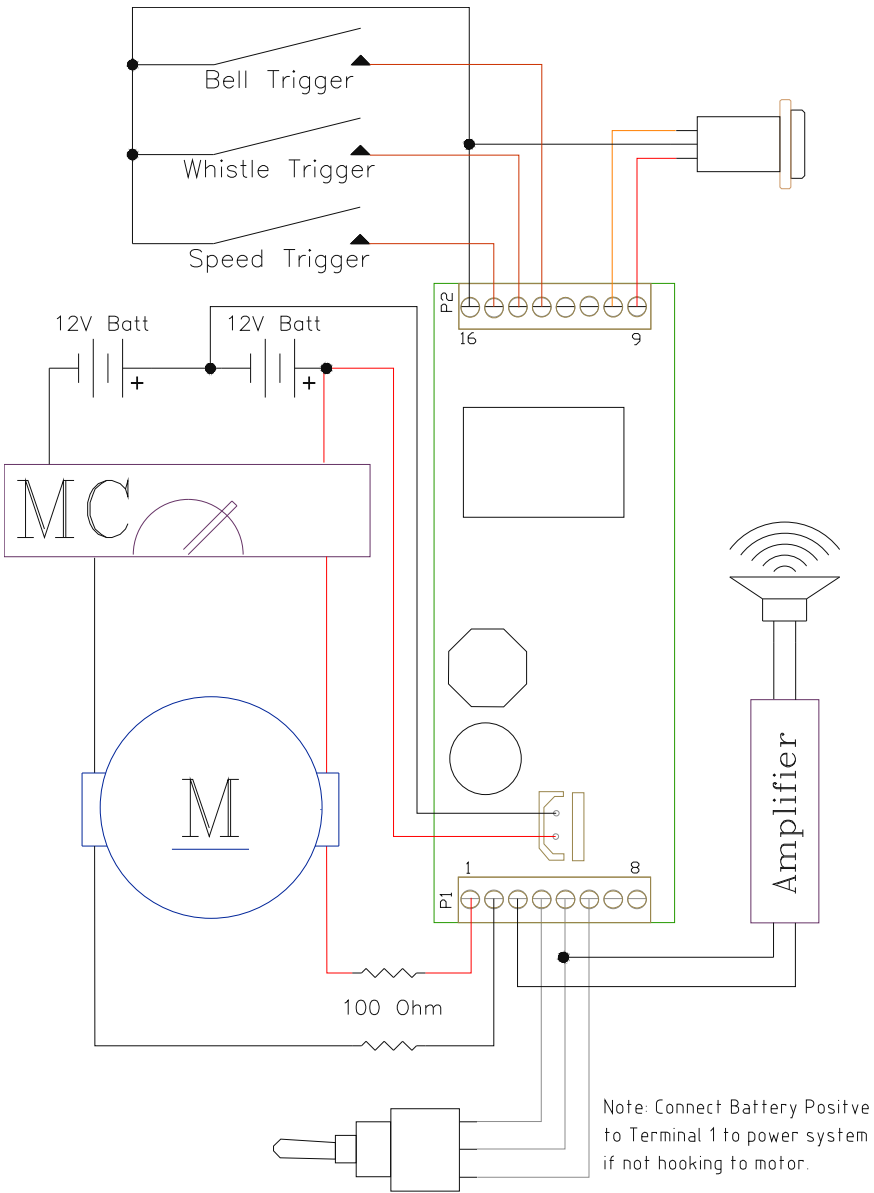 Bell Trigger
Whistle Trigger
Speed Trigger
P2
16
9
12V Batt
12V Batt
+
+
MC
M
1
8
P1
Amplifier
100 Ohm
Note: Connect Battery Positve
to Terminal 1 to power system
if not hooking to motor.